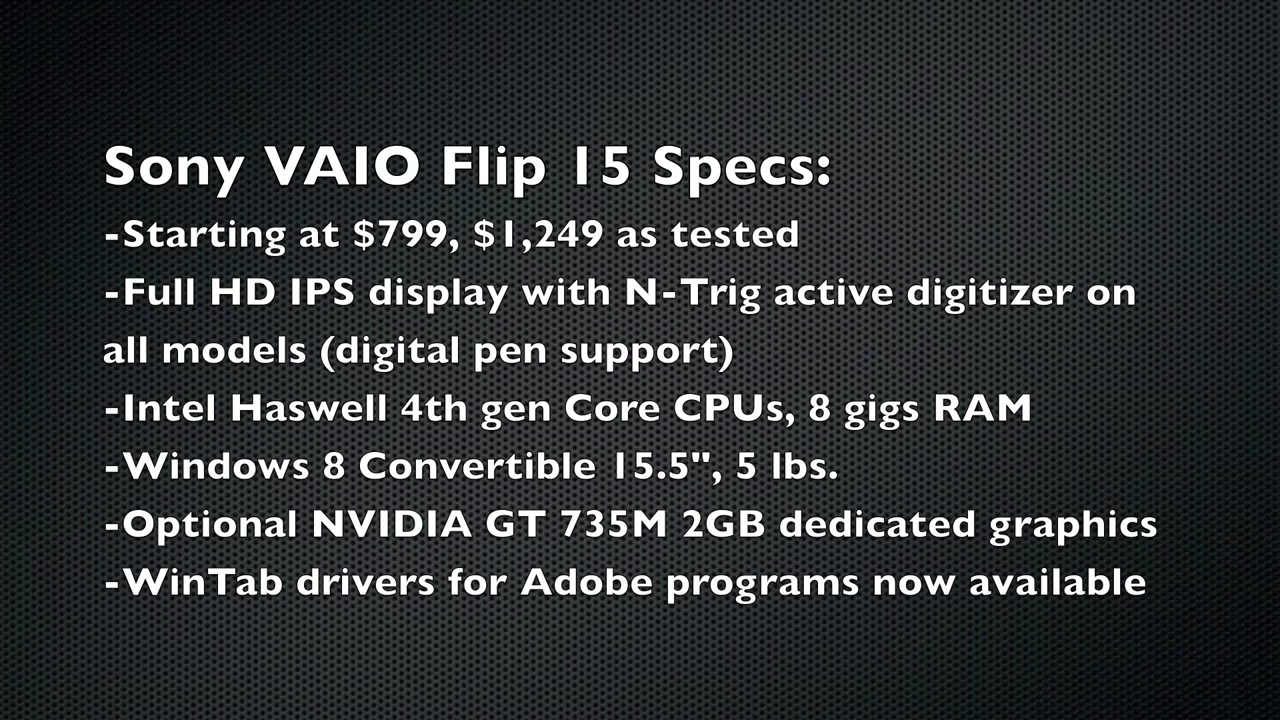 Sony VAIO Flip 15 Specs:
-Starting at $799, $1,249 as tested
-Full HD IPS display with N-Trig active digitizer on
all models (digital pen support)
-Intel Haswell 4th gen Core CPUs, 8 gigs RAM
-Windows 8 Convertible 15.5", 5 lbs.
-Optional NVIDIA GT 735M 2GB dedicated graphics
-WinTab drivers for Adobe programs now available